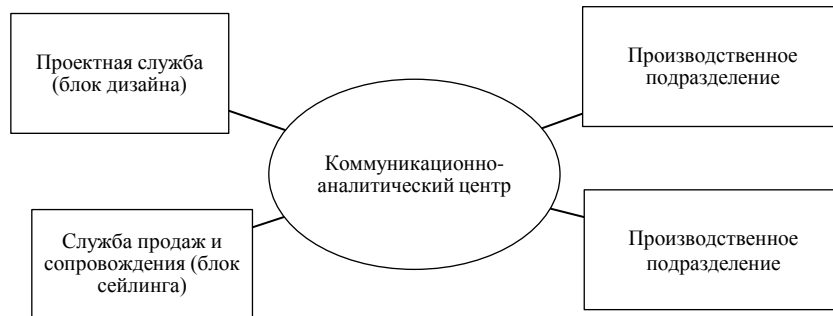 Проектная служба
(блок дизайна)
Производственное
подразделение
Коммуникационно-
аналитический центр
Служба продаж и
сопровождения (блок
сейлинга)
Производственное
подразделение